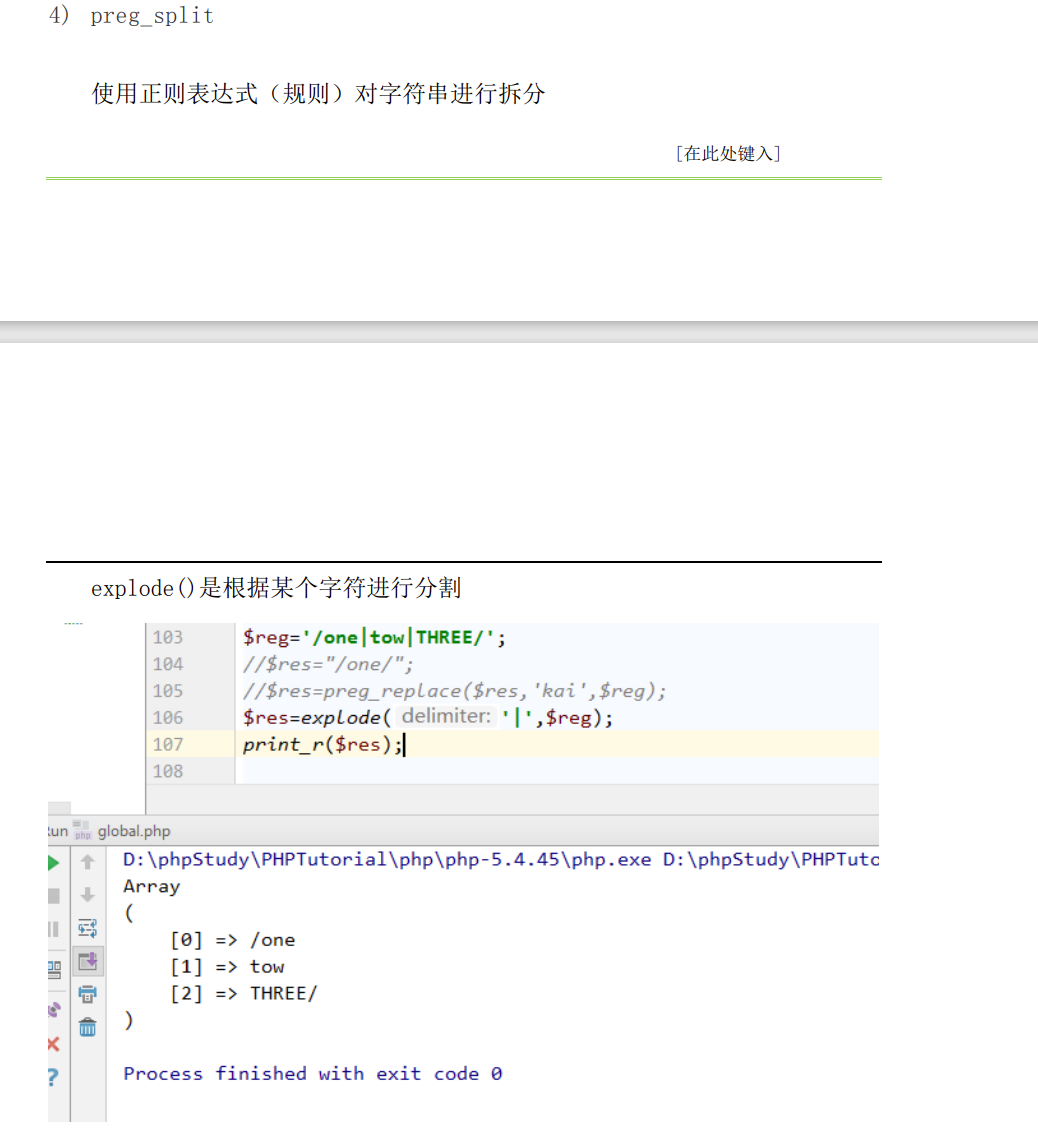 4) preg_split
使用正则表达式（规则）对字符串进行拆分
[在此处键入]
explode()是根据某个字符进行分割
103 $reg='/one|tow|THREE/';
104 //$res="/one/";
105 //$res=preg_replace($res,'kai',$reg);
106 $res=explode( delimiter: '|',$reg);
107 print_r($res);
108
un php global.php
D:\phpStudy\PHPTutorial\php\php-5.4.45\php.exe D:\phpStudy\PHPTuto
Array
(
[0] => /one
[1] => tow
[2] => THREE/
)
Process finished with exit code 0